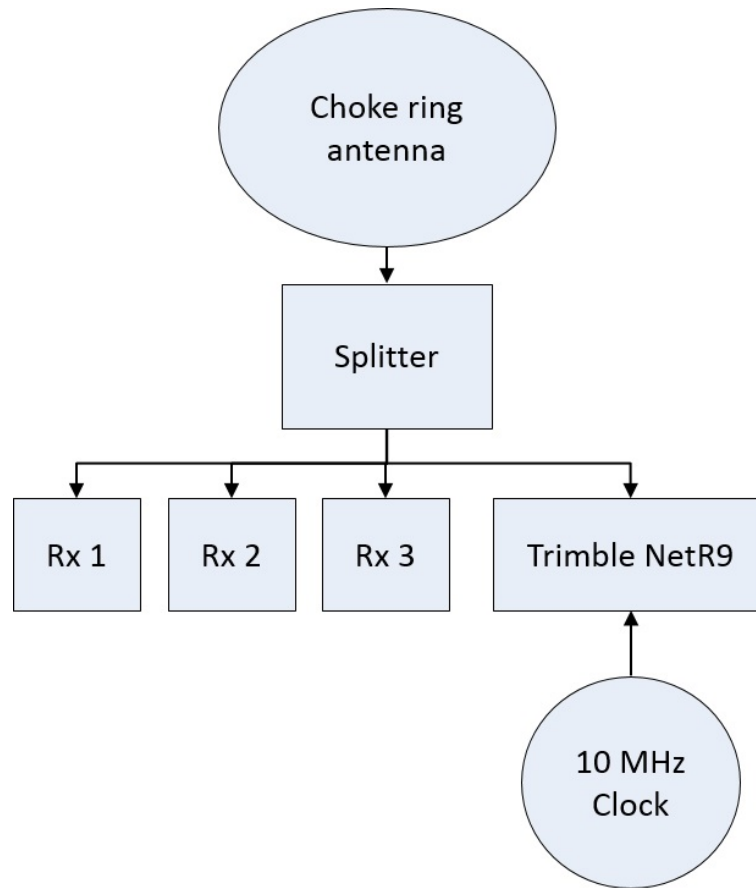 Choke ring
antenna
Splitter
Rx 1
Rx 2
Rx 3
Trimble NetR9
10 MHz
Clock